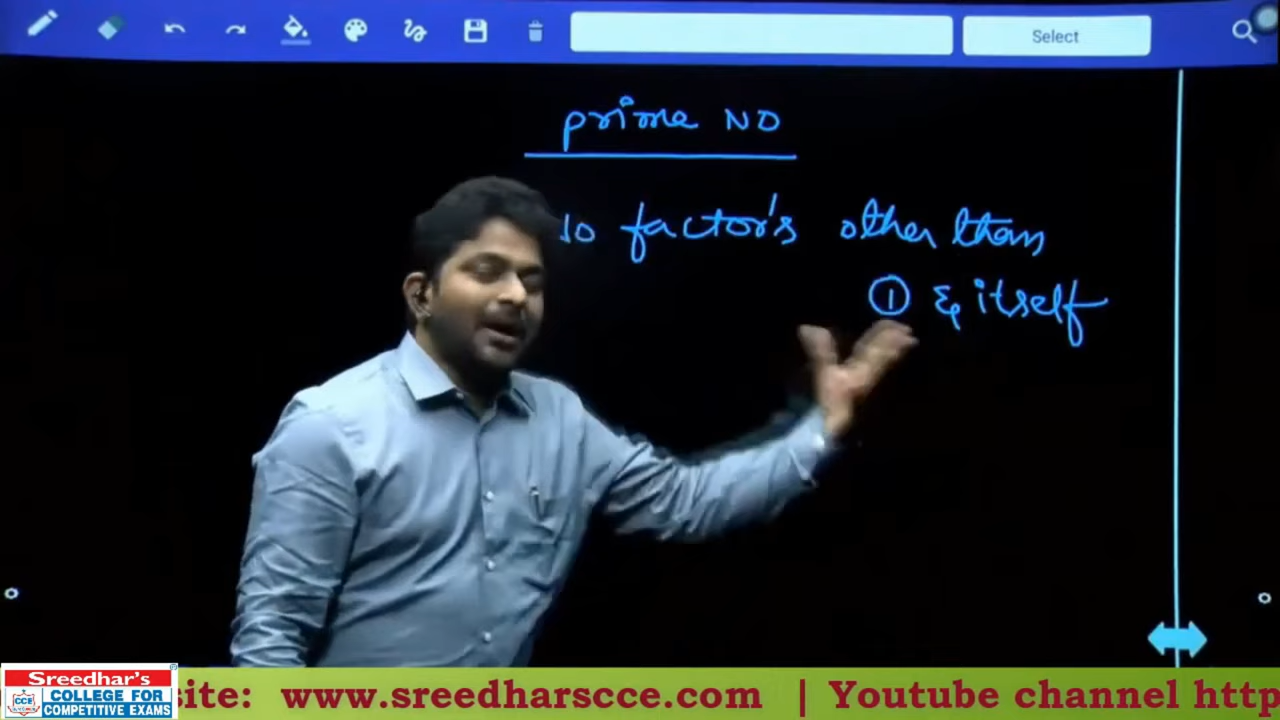 Select
prime NO
factor's other than
① & itself
Sreedhar's
CCE
COLLEGE FOR
COMPETITIVE EXAMS
site: www.sreedharscce.com | Youtube channel http